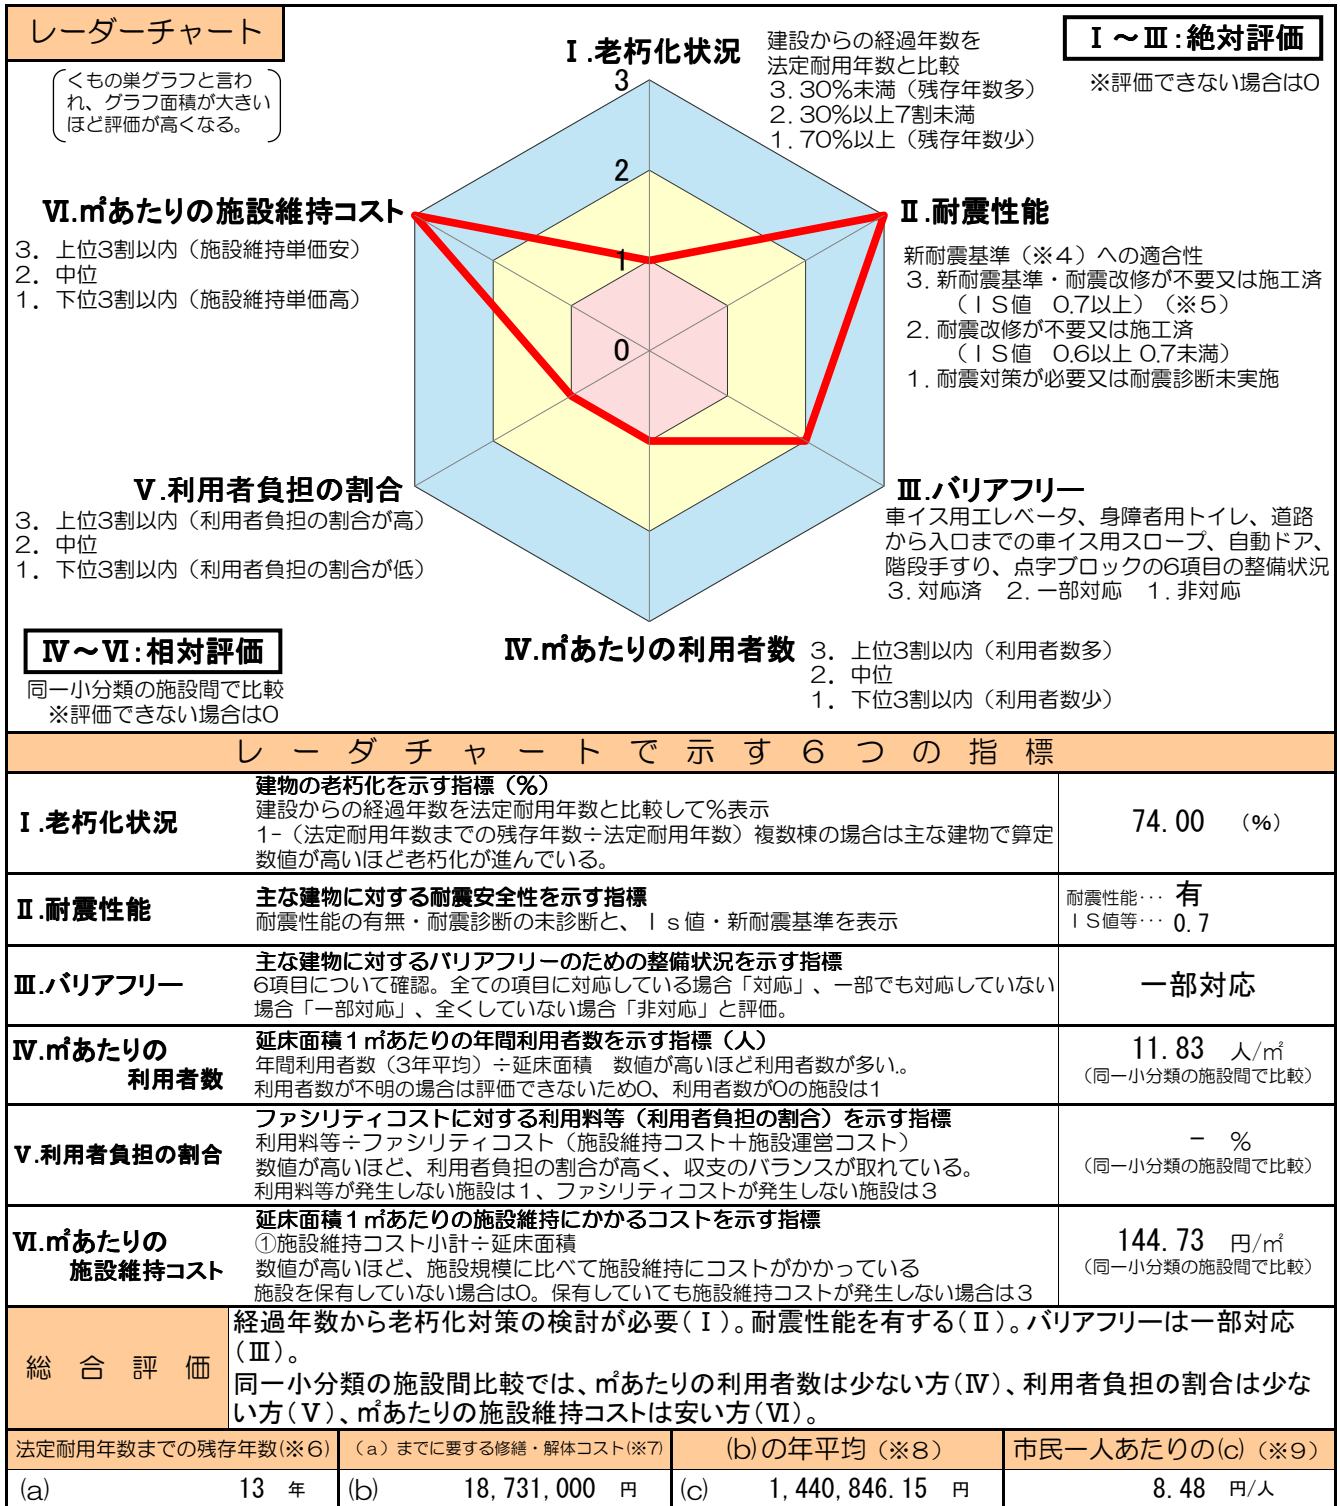 レーダーチャート
くもの巣グラフと言わ
れ、グラフ面積が大きい
ほど評価が高くなる。
Ⅰ.老朽化状況
建設からの経過年数を
法定耐用年数と比較
3. 30%未満（残存年数多）
2. 30%以上7割未満
1. 70%以上（残存年数少）
Ⅰ～Ⅲ:絶対評価
※評価できない場合は0
3
2
1
0
Ⅵ.㎡あたりの施設維持コスト
3. 上位3割以内（施設維持単価安）
2. 中位
1. 下位3割以内（施設維持単価高）
Ⅱ.耐震性能
新耐震基準（※4）への適合性
3. 新耐震基準・耐震改修が不要又は施工済
（ＩＳ値　0.7以上）（※5）
2. 耐震改修が不要又は施工済
（ＩＳ値　0.6以上 0.7未満）
1. 耐震対策が必要又は耐震診断未実施
Ⅴ.利用者負担の割合
3. 上位3割以内（利用者負担の割合が高）
2. 中位
1. 下位3割以内（利用者負担の割合が低）
Ⅲ.バリアフリー
車イス用エレベータ、身障者用トイレ、道路
から入口までの車イス用スロープ、自動ドア、
階段手すり、点字ブロックの6項目の整備状況
3. 対応済　2. 一部対応　1. 非対応
Ⅳ～Ⅵ:相対評価
同一小分類の施設間で比較
※評価できない場合は0
Ⅳ.㎡あたりの利用者数
3. 上位3割以内（利用者数多）
2. 中位
1. 下位3割以内（利用者数少）
レーダチャートで示す6つの指標
Ⅰ.老朽化状況
建物の老朽化を示す指標（%）
建設からの経過年数を法定耐用年数と比較して%表示
1-（法定耐用年数までの残存年数÷法定耐用年数）複数棟の場合は主な建物で算定
数値が高いほど老朽化が進んでいる。
74.00　（%）
Ⅱ.耐震性能
主な建物に対する耐震安全性を示す指標
耐震性能の有無・耐震診断の未診断と、Ｉｓ値・新耐震基準を表示
耐震性能… 有
ＩＳ値等… 0.7
Ⅲ.バリアフリー
主な建物に対するバリアフリーのための整備状況を示す指標
6項目について確認。全ての項目に対応している場合「対応」、一部でも対応していない
場合「一部対応」、全くしていない場合「非対応」と評価。
一部対応
Ⅳ.㎡あたりの
利用者数
延床面積1㎡あたりの年間利用者数を示す指標（人）
年間利用者数（3年平均）÷延床面積　数値が高いほど利用者数が多い。
利用者数が不明の場合は評価できないため0、利用者数が0の施設は1
11.83　人/㎡
（同一小分類の施設間で比較）
Ⅴ.利用者負担の割合
ファシリティコストに対する利用料等（利用者負担の割合）を示す指標
利用料等÷ファシリティコスト（施設維持コスト＋施設運営コスト）
数値が高いほど、利用者負担の割合が高く、収支のバランスが取れている。
利用料等が発生しない施設は1、ファシリティコストが発生しない施設は3
-　%
（同一小分類の施設間で比較）
Ⅵ.㎡あたりの
施設維持コスト
延床面積1㎡あたりの施設維持にかかるコストを示す指標
①施設維持コスト小計÷延床面積
数値が高いほど、施設規模に比べて施設維持にコストがかかっている
施設を保有していない場合は0。保有していても施設維持コストが発生しない場合は3
144.73　円/㎡
（同一小分類の施設間で比較）
総合評価
経過年数から老朽化対策の検討が必要(Ⅰ)。耐震性能を有する(Ⅱ)。バリアフリーは一部対応
(Ⅲ)。
同一小分類の施設間比較では、㎡あたりの利用者数は少ない方(Ⅳ)、利用者負担の割合は少な
い方(Ⅴ)、㎡あたりの施設維持コストは安い方(Ⅵ)。
法定耐用年数までの残存年数(※6)
（a）までに要する修繕・解体コスト(※7)
(b)の年平均（※8）
市民一人あたりの(c)（※9）
(a)　13　年
(b)　18,731,000　円
(c)　1,440,846.15　円
8.48　円/人